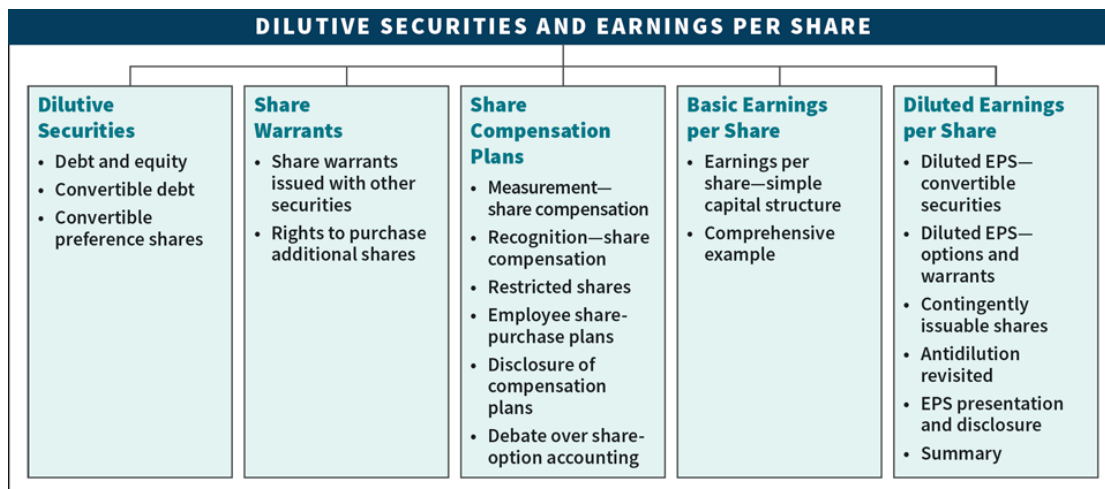 DILUTIVE SECURITIES AND EARNINGS PER SHARE
Dilutive
Securities
• Debt and equity
• Convertible debt
• Convertible
preference shares
Share
Warrants
• Share warrants
issued with other
securities
• Rights to purchase
additional shares
Share
Compensation
Plans
• Measurement—
share compensation
• Recognition—share
compensation
• Restricted shares
• Employee share-
purchase plans
• Disclosure of
compensation
plans
• Debate over share-
option accounting
Basic Earnings
per Share
• Earnings per
share—simple
capital structure
• Comprehensive
example
Diluted Earnings
per Share
• Diluted EPS—
convertible
securities
• Diluted EPS—
options and
warrants
• Contingently
issuable shares
• Antidilution
revisited
• EPS presentation
and disclosure
• Summary